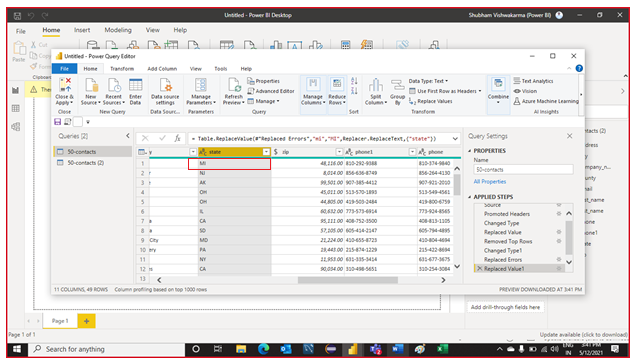 Untitled - Power BI Desktop
Shubham Vishwakarma (Power BI)
File Home Insert Modeling View Help
Cut
Paste
Clipboard
Untitled - Power Query Editor
File Home Transform Add Column View Tools Help
Close & Apply
New Source
Recent Sources
Enter Data
Data source settings
Manage Parameters
Refresh Preview
Properties
Advanced Editor
Manage
Manage Columns
Reduce Rows
Split Column
Group By
Data Type: Text
Use First Row as Headers
Replace Values
Combine
Text Analytics
Vision
Azure Machine Learning
Close New Query Data Sourc... Parameters Query Sort Transform AI Insights
Queries [2]
50-contacts
50-contacts (2)
= Table.ReplaceValue(#"Replaced Errors","mi","MI",Replacer.ReplaceText,{"state"})
y state zip phone1 phone
1 MI 48,116.00 810-292-9388 810-374-9840
2 NJ 8,014.00 856-636-8749 856-264-4130
3 AK 99,501.00 907-385-4412 907-921-2010
4 OH 45,011.00 513-570-1893 513-549-4561
5 OH 44,805.00 419-503-2484 419-800-6759
6 IL 60,632.00 773-573-6914 773-924-8565
7 CA 95,111.00 408-752-3500 408-813-1105
8 SD 57,105.00 605-414-2147 605-794-4895
9 City MD 21,224.00 410-655-8723 410-804-4694
10 PA 19,443.00 215-874-1229 215-422-8694
11 NY 11,953.00 631-335-3414 631-677-3675
12 CA 90,034.00 310-498-5651 310-254-3084
13
Query Settings
PROPERTIES
Name
50-contacts
All Properties
APPLIED STEPS
Source
Promoted Headers
Changed Type
Replaced Value
Removed Top Rows
Changed Type1
Replaced Errors
Replaced Value1
11 COLUMNS, 49 ROWS Column profiling based on top 1000 rows
PREVIEW DOWNLOADED AT 3:41 PM
Add drill-through fields here
Page 1
Page 1 of 1
Update available (click to download)
Search for anything
ENG
IN
3:41 PM
5/12/2021